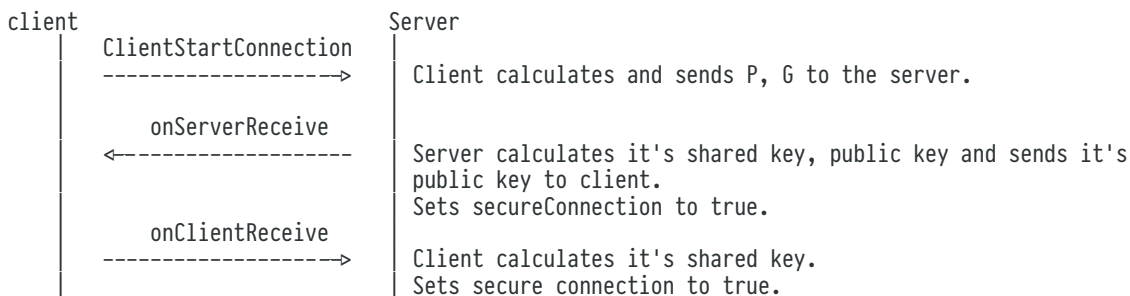 client Server
ClientStartConnection
--------------------> Client calculates and sends P, G to the server.
onServerReceive
<-------------------- Server calculates it's shared key, public key and sends it's
public key to client.
Sets secureConnection to true.
onClientReceive
--------------------> Client calculates it's shared key.
Sets secure connection to true.